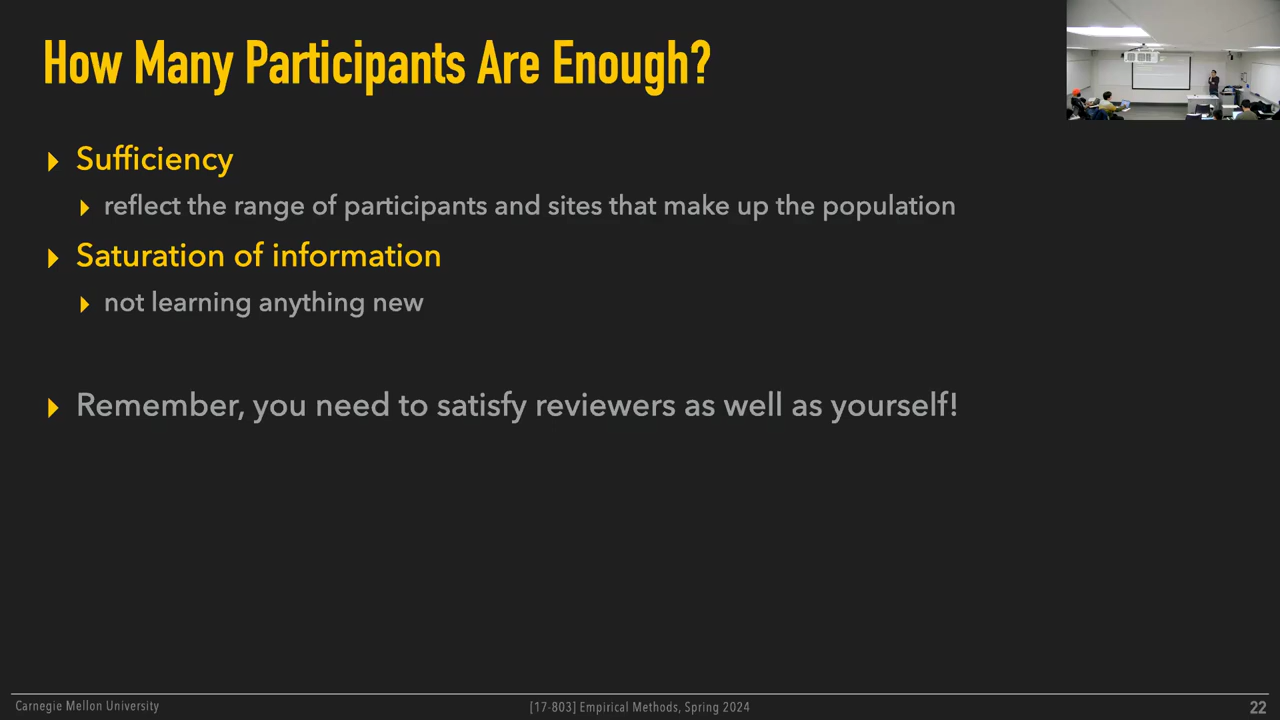 How Many Participants Are Enough?
Sufficiency
reflect the range of participants and sites that make up the population
Saturation of information
not learning anything new
Remember, you need to satisfy reviewers as well as yourself!
Carnegie Mellon University
[17-803] Empirical Methods, Spring 2024
22